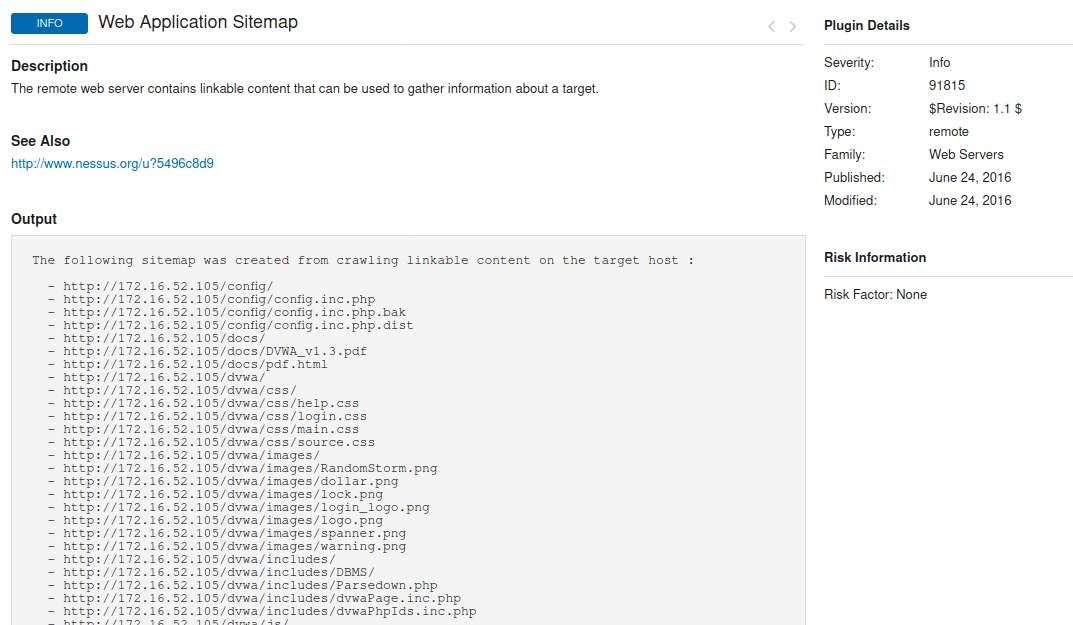 INFO Web Application Sitemap
Description
The remote web server contains linkable content that can be used to gather information about a target.
See Also
http://www.nessus.org/u?5496c8d9
Output
The following sitemap was created from crawling linkable content on the target host :
- http://172.16.52.105/config/
- http://172.16.52.105/config/config.inc.php
- http://172.16.52.105/config/config.inc.php.bak
- http://172.16.52.105/config/config.inc.php.dist
- http://172.16.52.105/docs/
- http://172.16.52.105/docs/DVWA_v1.3.pdf
- http://172.16.52.105/docs/pdf.html
- http://172.16.52.105/dvwa/
- http://172.16.52.105/dvwa/css/
- http://172.16.52.105/dvwa/css/help.css
- http://172.16.52.105/dvwa/css/login.css
- http://172.16.52.105/dvwa/css/main.css
- http://172.16.52.105/dvwa/css/source.css
- http://172.16.52.105/dvwa/images/
- http://172.16.52.105/dvwa/images/RandomStorm.png
- http://172.16.52.105/dvwa/images/dollar.png
- http://172.16.52.105/dvwa/images/lock.png
- http://172.16.52.105/dvwa/images/login_logo.png
- http://172.16.52.105/dvwa/images/logo.png
- http://172.16.52.105/dvwa/images/spanner.png
- http://172.16.52.105/dvwa/images/warning.png
- http://172.16.52.105/dvwa/includes/
- http://172.16.52.105/dvwa/includes/DBMS/
- http://172.16.52.105/dvwa/includes/Parsedown.php
- http://172.16.52.105/dvwa/includes/dvwaPage.inc.php
- http://172.16.52.105/dvwa/includes/dvwaPhpIds.inc.php
- http://172.16.52.105/dvwa/js/
Plugin Details
Severity: Info
ID: 91815
Version: $Revision: 1.1 $
Type: remote
Family: Web Servers
Published: June 24, 2016
Modified: June 24, 2016
Risk Information
Risk Factor: None